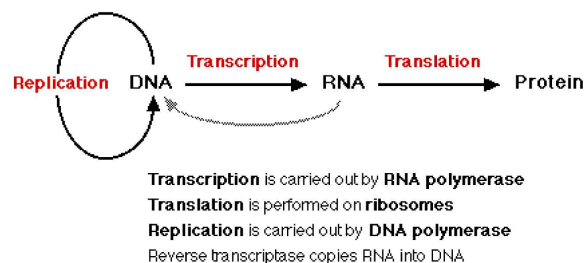 Transcription Translation
Replication DNA RNA Protein
Transcription is carried out by RNA polymerase
Translation is performed on ribosomes
Replication is carried out by DNA polymerase
Reverse transcriptase copies RNA into DNA